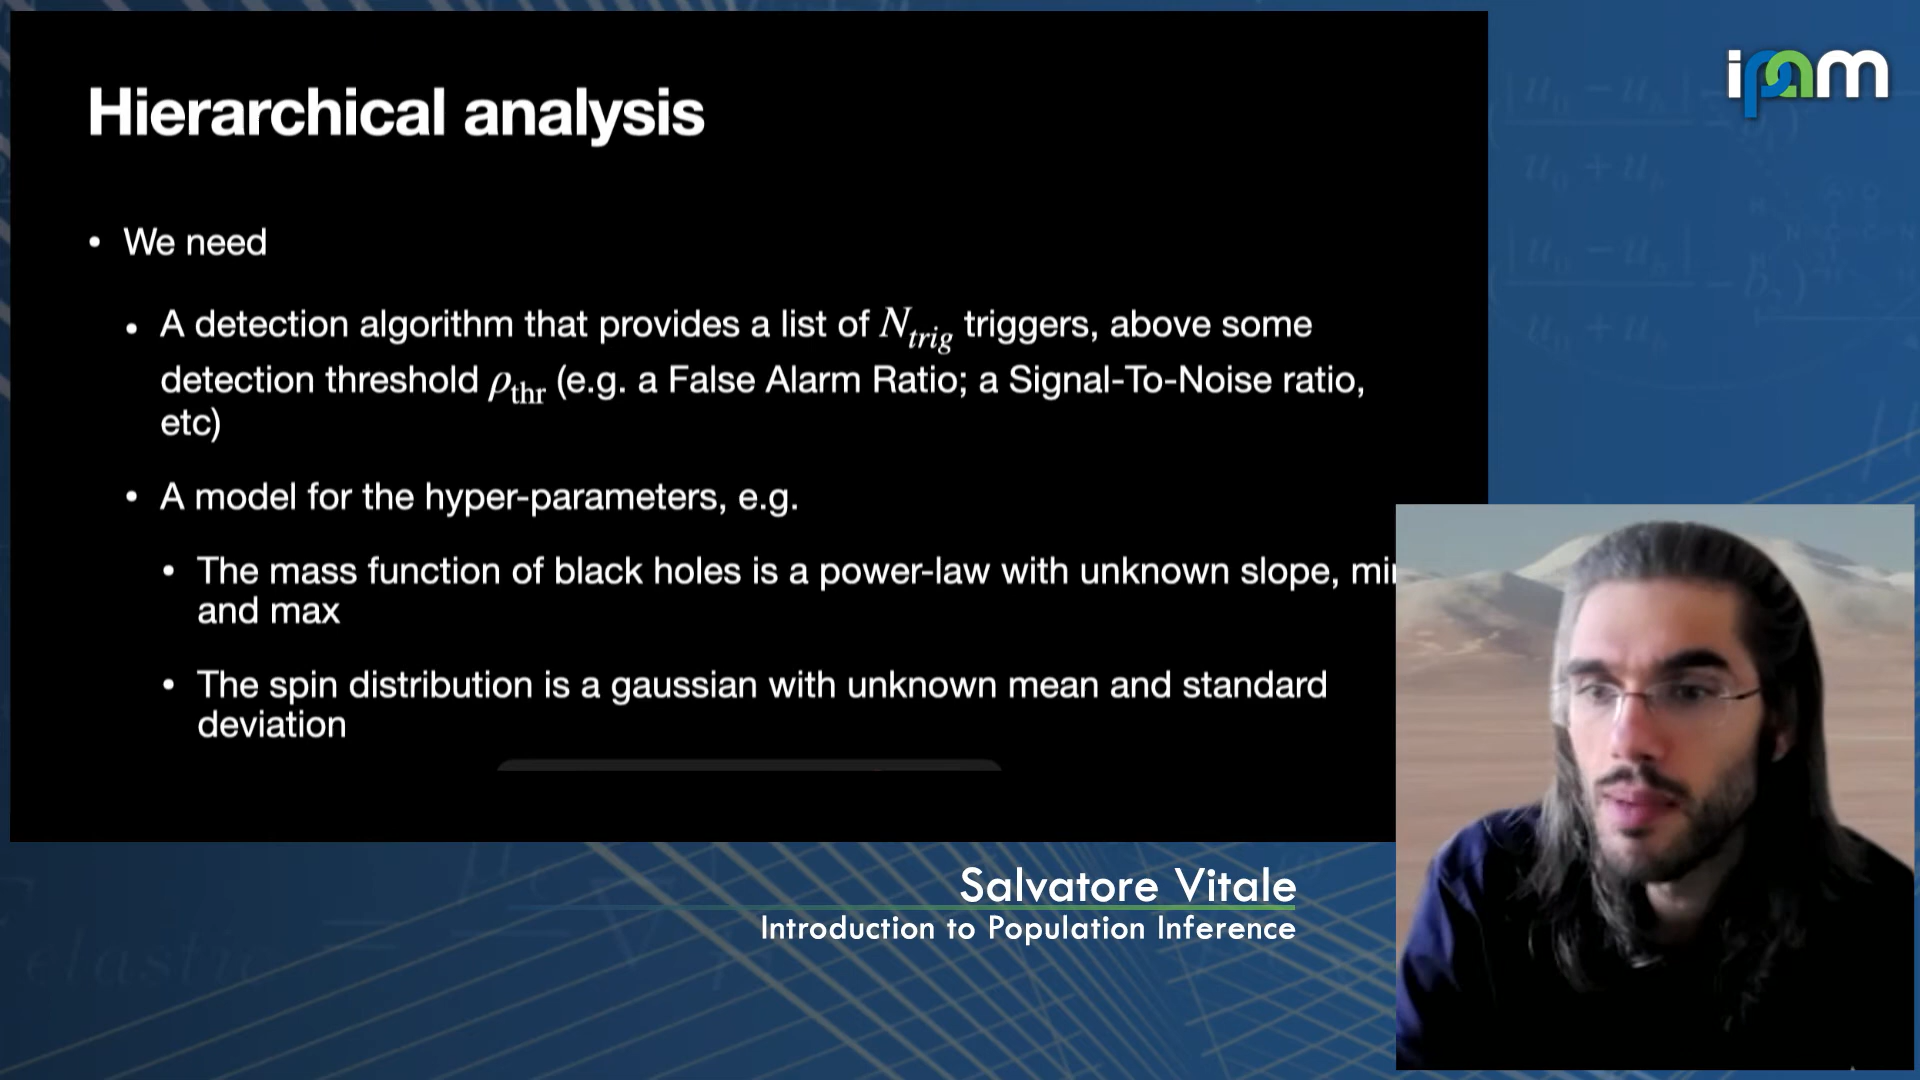 ipam
Hierarchical analysis
• We need
• A detection algorithm that provides a list of N_trig triggers, above some
detection threshold ρ_thr (e.g. a False Alarm Ratio; a Signal-To-Noise ratio,
etc)
• A model for the hyper-parameters, e.g.
• The mass function of black holes is a power-law with unknown slope,
and max
• The spin distribution is a gaussian with unknown mean and standard
deviation
Salvatore Vitale
Introduction to Population Inference
elastic